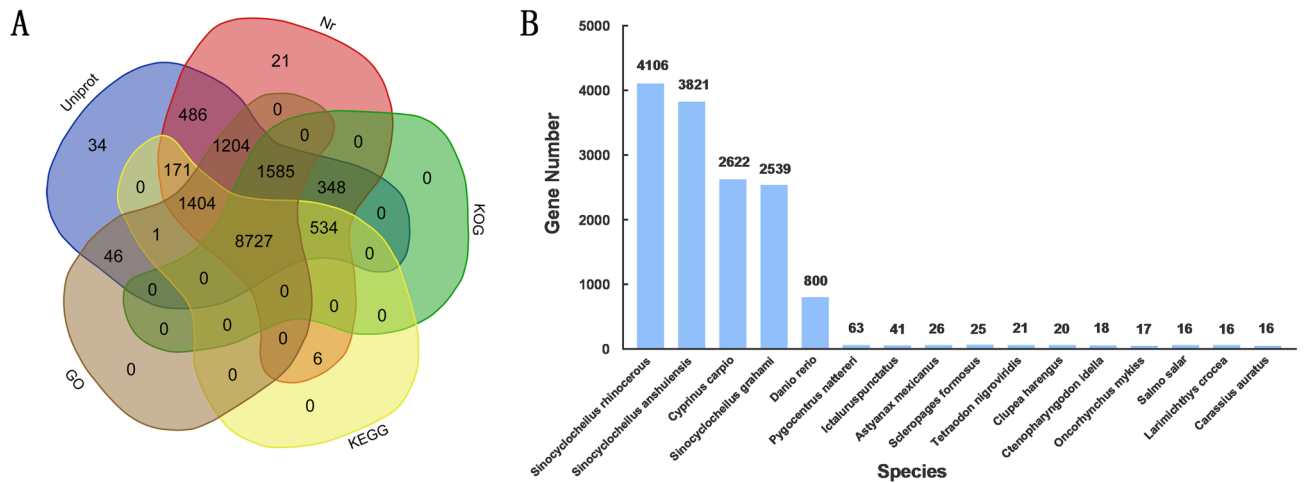 A
Nr
21
Uniprot
486
0
34
1204
0
0
0
171
1585
348
0
1404
0
1
8727
534
46
0
0
0
0
0
0
0
0
0
0
6
0
0
KOG
GO
KEGG
B
Gene Number
5000
4000
3000
2000
1000
0
4106
3821
2622
2539
800
63
41
26
25
21
20
18
17
16
16
16
Sinocyclochellus rhinocerous
Sinocyclochellus anshulensis
Cyprinus carpio
Sinocyclochellus grahami
Danio rerio
Pygocentrus nattereri
Ictaluruspunctatus
Astyanax mexicanus
Scleropages formosus
Tetraodon nigroviridis
Clupea harengus
Ctenopharyngodon idella
Oncorhynchus mykiss
Salmo salar
Larimichthys crocea
Carassius auratus
Species